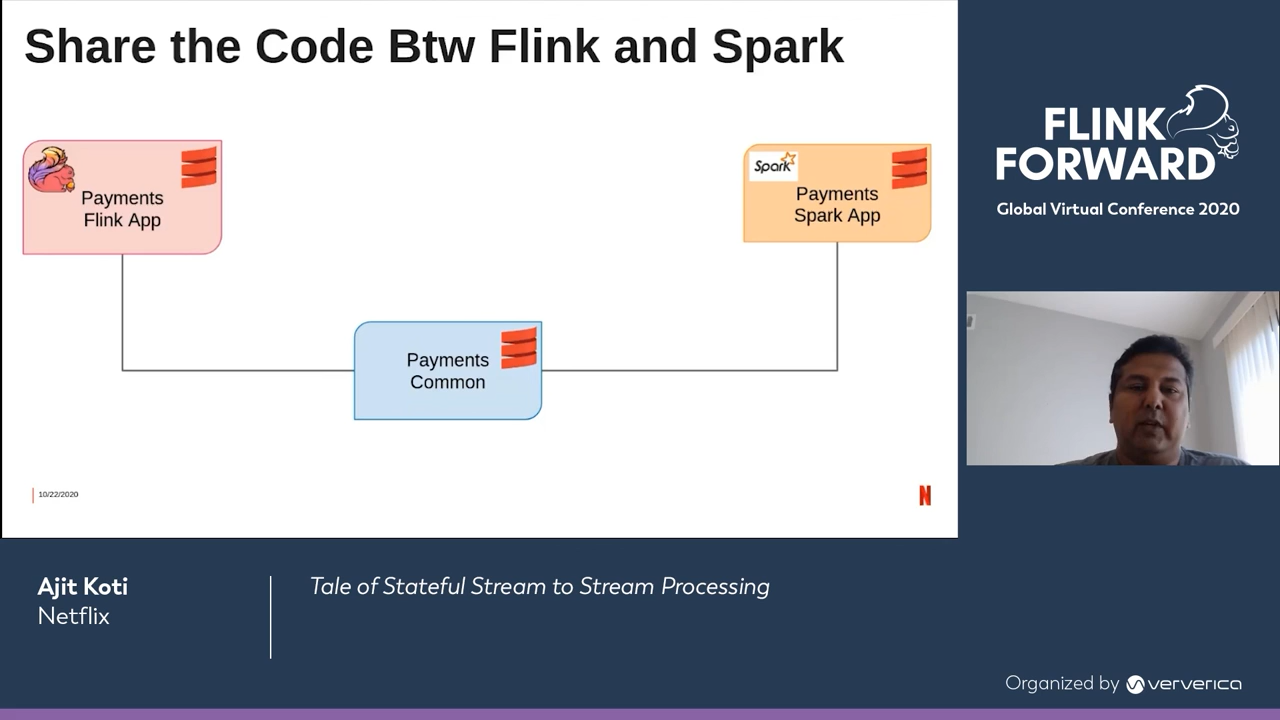 Share the Code Btw Flink and Spark
Payments
Flink App
Spark
Payments
Spark App
Payments
Common
10/22/2020
N
FLINK
FORWARD
Global Virtual Conference 2020
Ajit Koti
Netflix
Tale of Stateful Stream to Stream Processing
Organized by ververica